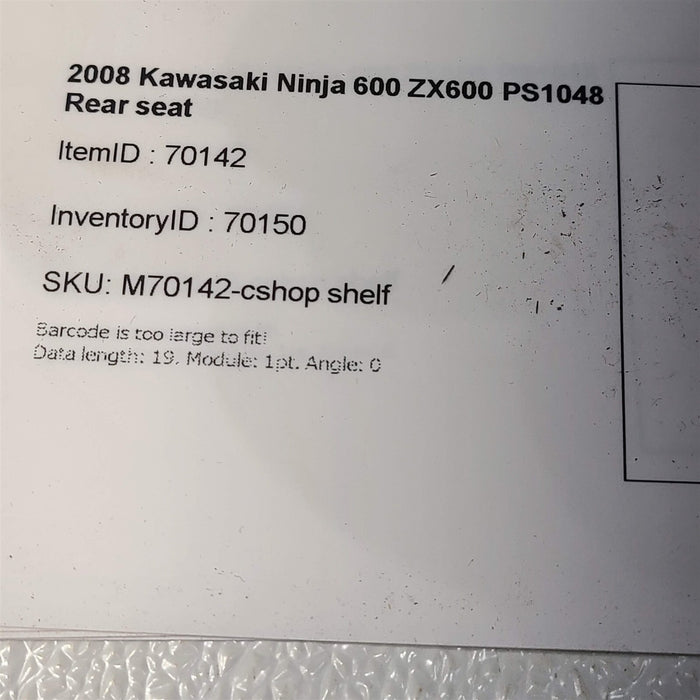 2008 Kawasaki Ninja 600 ZX600 PS1048
Rear seat
ItemID : 70142
InventoryID : 70150
SKU: M70142-cshop shelf
Barcode is too large to fit!
Data length: 19. Module: 1pt. Angle: 0